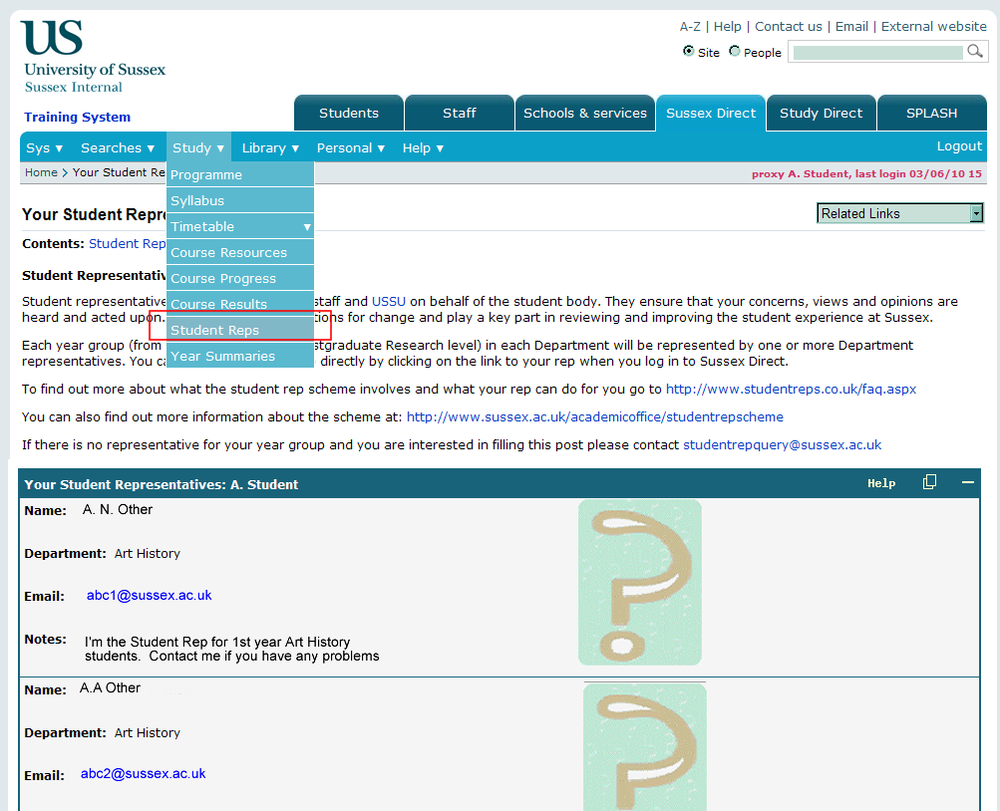 A-Z | Help | Contact us | Email | External website
US
University of Sussex
Sussex Internal
Site People
Training System
Students Staff Schools & services Sussex Direct Study Direct SPLASH
Sys ▼ Searches ▼ Study ▼ Library ▼ Personal ▼ Help ▼ Logout
Home > Your Student Re
proxy A. Student, last login 03/06/10 15
Programme
Syllabus
Timetable ▼
Course Resources
Course Progress
Course Results
Student Reps
Year Summaries
Your Student Repr
Related Links
Contents: Student Rep
Student Representativ
Student representative staff and USSU on behalf of the student body. They ensure that your concerns, views and opinions are
heard and acted upon. ions for change and play a key part in reviewing and improving the student experience at Sussex.
Each year group (from stgraduate Research level) in each Department will be represented by one or more Department
representatives. You ca directly by clicking on the link to your rep when you log in to Sussex Direct.
To find out more about what the student rep scheme involves and what your rep can do for you go to http://www.studentreps.co.uk/faq.aspx
You can also find out more information about the scheme at: http://www.sussex.ac.uk/academicoffice/studentrepscheme
If there is no representative for your year group and you are interested in filling this post please contact studentrepquery@sussex.ac.uk
Your Student Representatives: A. Student Help
Name: A. N. Other
Department: Art History
Email: abc1@sussex.ac.uk
Notes: I'm the Student Rep for 1st year Art History
students. Contact me if you have any problems
Name: A.A Other
Department: Art History
Email: abc2@sussex.ac.uk